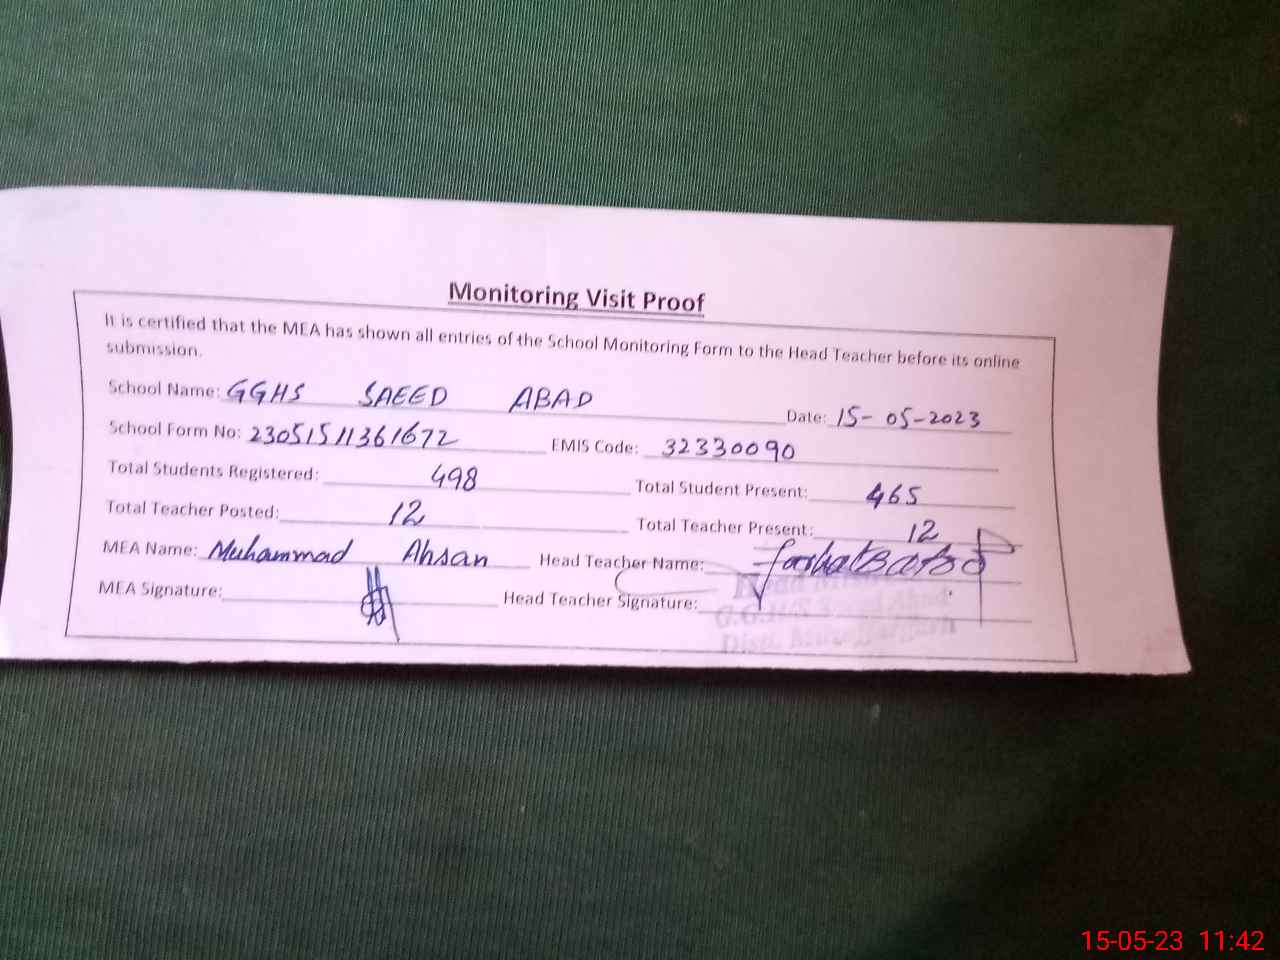 Monitoring Visit Proof
It is certified that the MEA has shown all entries of the School Monitoring Form to the Head Teacher before its online
submission.
School Name: GGHS SAEED ABAD Date: 15-05-2023
School Form No: 23051511361672 EMIS Code: 32330090
Total Students Registered: 498 Total Student Present: 465
Total Teacher Posted: 12 Total Teacher Present: 12
MEA Name: Muhammad Ahsan Head Teacher Name:
MEA Signature: Head Teacher Signature:
15-05-23 11:42